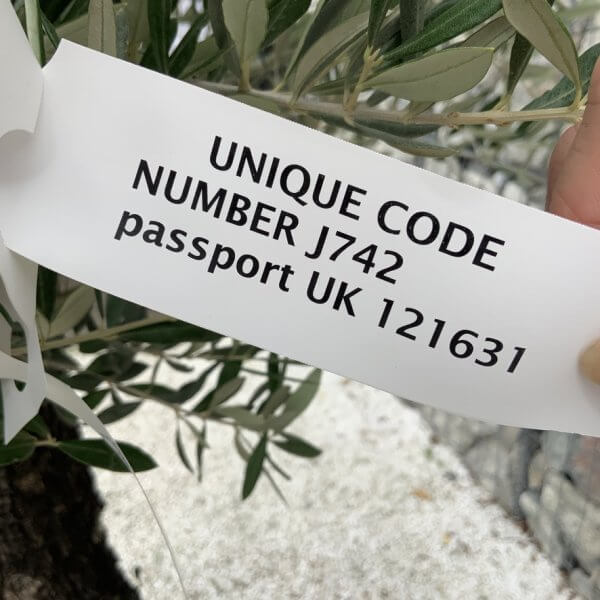 UNIQUE CODE
NUMBER J742
passport UK 121631